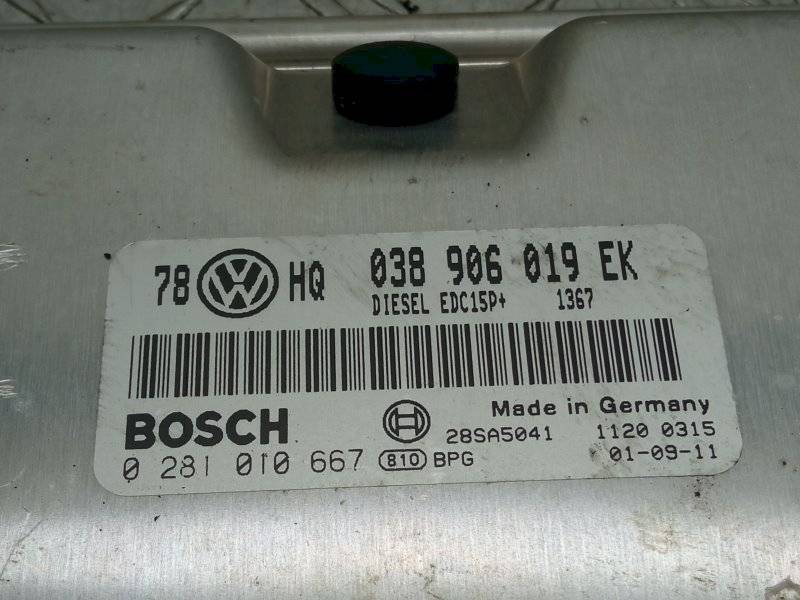 78 VW HQ 038 906 019 EK
DIESEL EDC15P+ 1367
BOSCH
Made in Germany
28SA5041 1120 0315
0 281 010 667 810 BPG 01-09-11